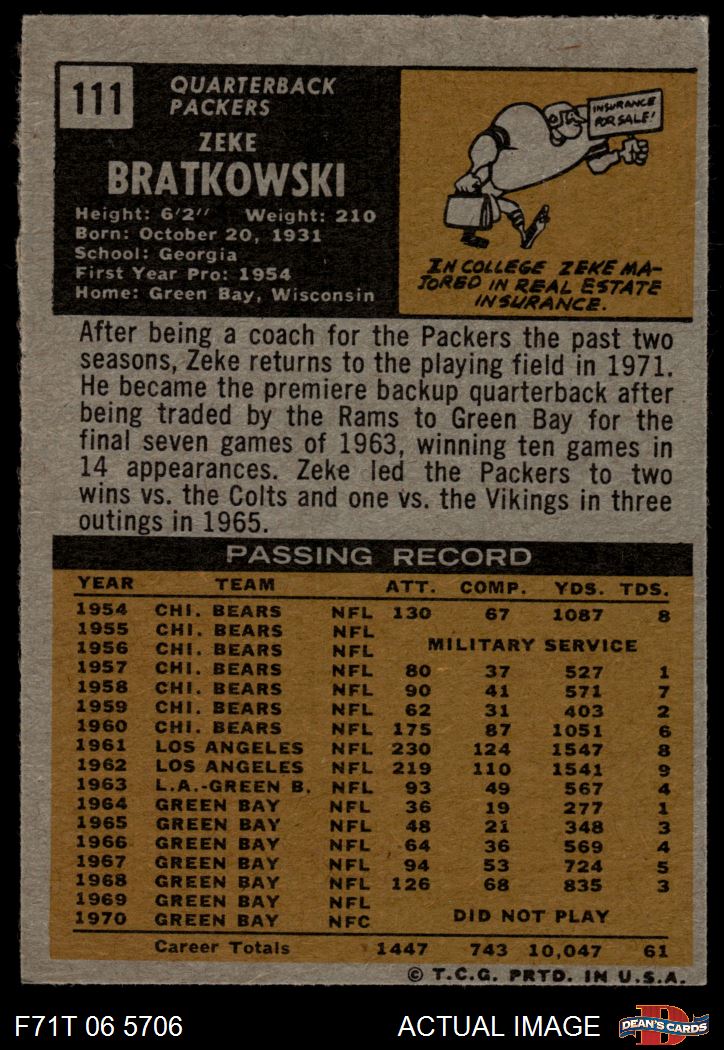 111
QUARTERBACK
PACKERS
ZEKE
BRATKOWSKI
Height: 6'2" Weight: 210
Born: October 20, 1931
School: Georgia
First Year Pro: 1954
Home: Green Bay, Wisconsin
INSURANCE
FOR SALE!
IN COLLEGE ZEKE MA-
JORED IN REAL ESTATE
INSURANCE.
After being a coach for the Packers the past two
seasons, Zeke returns to the playing field in 1971.
He became the premiere backup quarterback after
being traded by the Rams to Green Bay for the
final seven games of 1963, winning ten games in
14 appearances. Zeke led the Packers to two
wins vs. the Colts and one vs. the Vikings in three
outings in 1965.
PASSING RECORD
YEAR TEAM ATT. COMP. YDS. TDS.
1954 CHI. BEARS NFL 130 67 1087 8
1955 CHI. BEARS NFL
1956 CHI. BEARS NFL MILITARY SERVICE
1957 CHI. BEARS NFL 80 37 527 1
1958 CHI. BEARS NFL 90 41 571 7
1959 CHI. BEARS NFL 62 31 403 2
1960 CHI. BEARS NFL 175 87 1051 6
1961 LOS ANGELES NFL 230 124 1547 8
1962 LOS ANGELES NFL 219 110 1541 9
1963 L.A.-GREEN B. NFL 93 49 567 4
1964 GREEN BAY NFL 36 19 277 1
1965 GREEN BAY NFL 48 21 348 3
1966 GREEN BAY NFL 64 36 569 4
1967 GREEN BAY NFL 94 53 724 5
1968 GREEN BAY NFL 126 68 835 3
1969 GREEN BAY NFL
1970 GREEN BAY NFC DID NOT PLAY
Career Totals 1447 743 10,047 61
© T.C.G. PRTD. IN U.S.A.
F71T 06 5706 ACTUAL IMAGE D DEAN'S CARDS